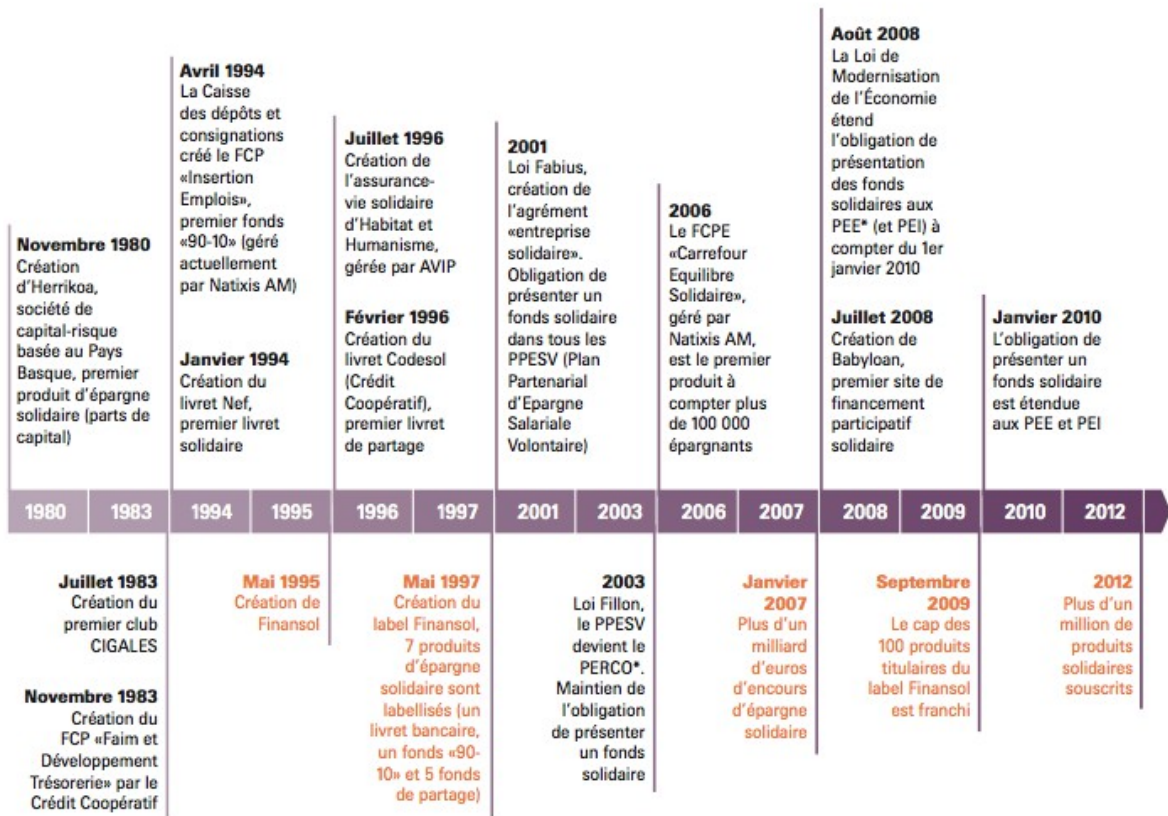 Novembre 1980
Création
d'Herrikoa,
société de
capital-risque
basée au Pays
Basque, premier
produit d'épargne
solidaire (parts de
capital)
Avril 1994
La Caisse
des dépôts et
consignations
créé le FCP
«Insertion
Emplois»,
premier fonds
«90-10» (géré
actuellement
par Natixis AM)
Janvier 1994
Création du
livret Nef,
premier livret
solidaire
Juillet 1996
Création de
l'assurance-
vie solidaire
d'Habitat et
Humanisme,
gérée par AVIP
Février 1996
Création du
livret Codesol
(Crédit
Coopératif),
premier livret
de partage
2001
Loi Fabius,
création de
l'agrément
«entreprise
solidaire».
Obligation de
présenter un
fonds solidaire
dans tous les
PPESV (Plan
Partenarial
d'Epargne
Salariale
Volontaire)
2006
Le FCPE
«Carrefour
Equilibre
Solidaire»,
géré par
Natixis AM,
est le premier
produit à
compter plus
de 100 000
épargnants
Août 2008
La Loi de
Modernisation
de l'Économie
étend
l'obligation de
présentation
des fonds
solidaires aux
PEE* (et PEI) à
compter du 1er
janvier 2010
Juillet 2008
Création de
Babyloan,
premier site de
financement
participatif
solidaire
Janvier 2010
L'obligation de
présenter un
fonds solidaire
est étendue
aux PEE et PEI
1980 1983 1994 1995 1996 1997 2001 2003 2006 2007 2008 2009 2010 2012
Juillet 1983
Création du
premier club
CIGALES
Novembre 1983
Création du
FCP «Faim et
Développement
Trésorerie» par le
Crédit Coopératif
Mai 1995
Création de
Finansol
Mai 1997
Création du
label Finansol,
7 produits
d'épargne
solidaire sont
labellisés (un
livret bancaire,
un fonds «90-
10» et 5 fonds
de partage)
2003
Loi Fillon,
le PPESV
devient le
PERCO*.
Maintien de
l'obligation
de présenter
un fonds
solidaire
Janvier
2007
Plus d'un
milliard
d'euros
d'encours
d'épargne
solidaire
Septembre
2009
Le cap des
100 produits
titulaires du
label Finansol
est franchi
2012
Plus d'un
million de
produits
solidaires
souscrits